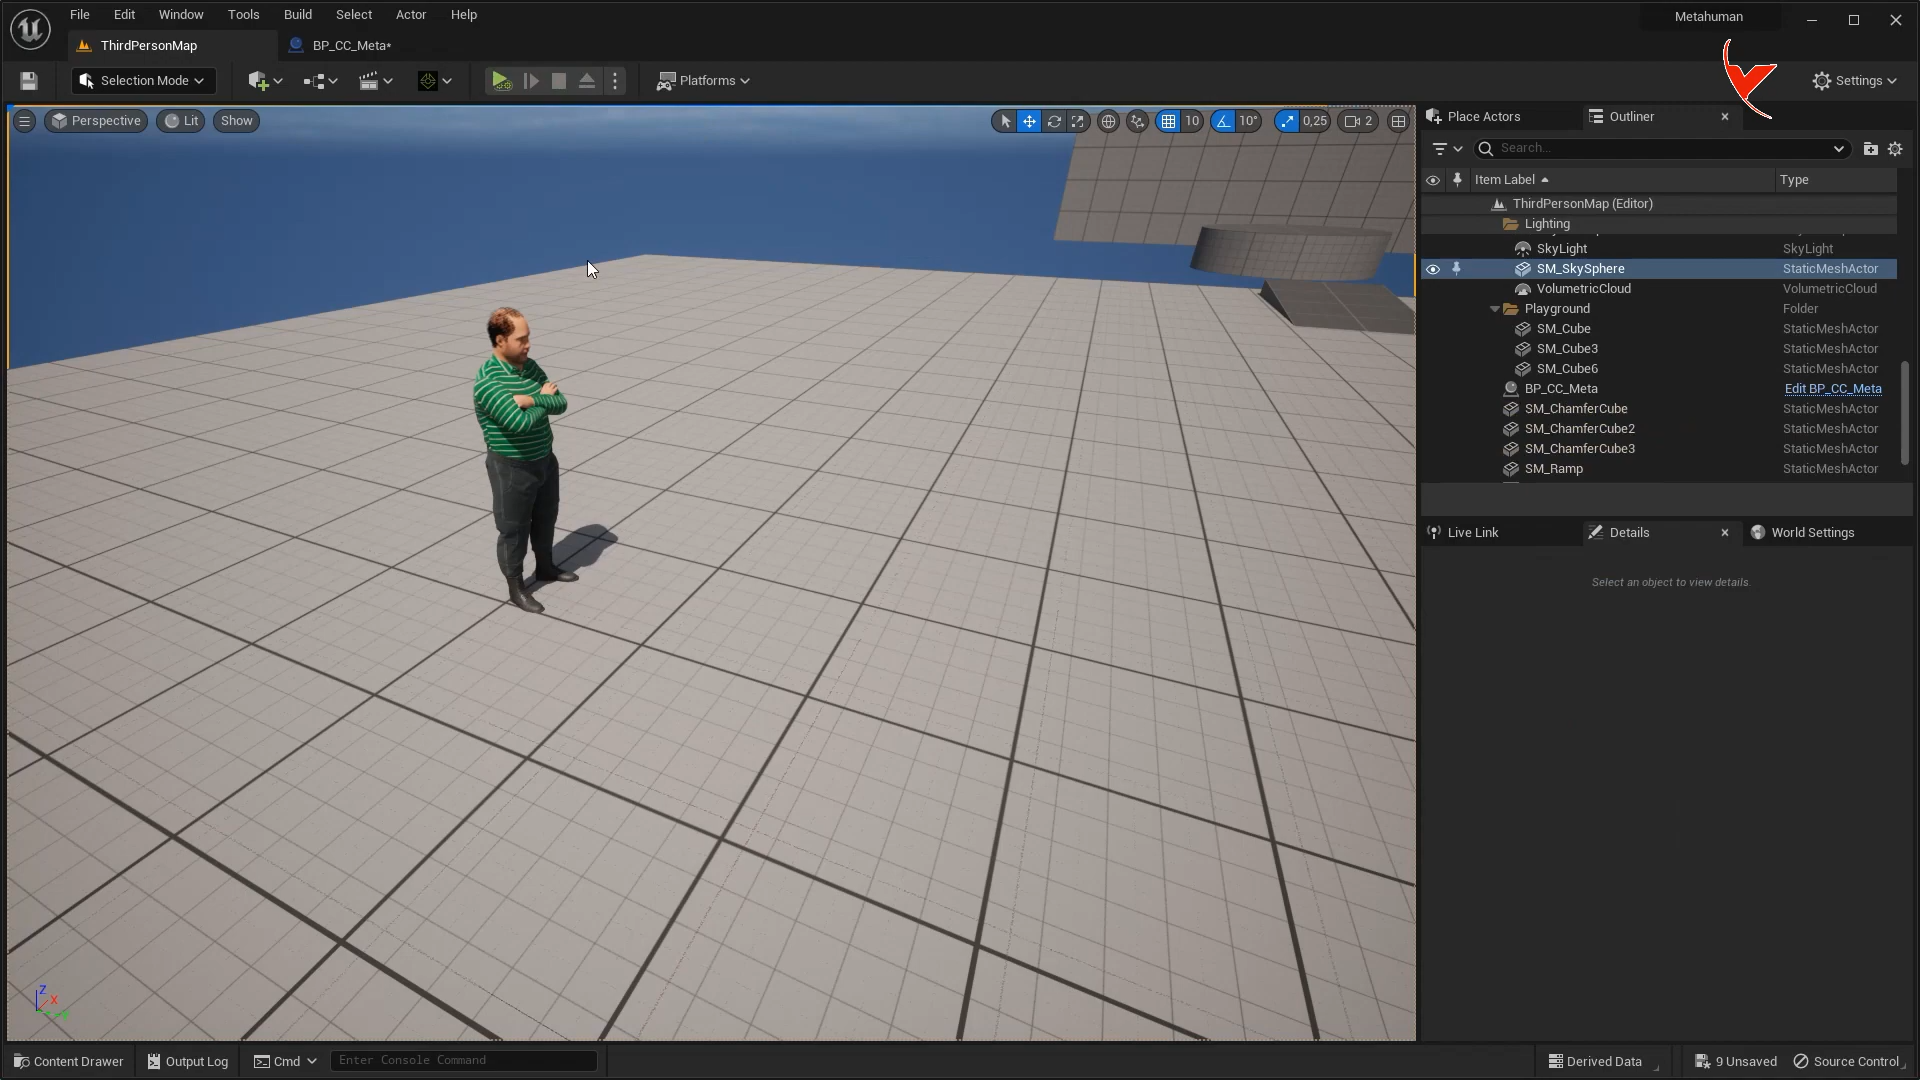 File Edit Window Tools Build Select Actor Help
Metahuman
ThirdPersonMap BP_CC_Meta*
Selection Mode Platforms Settings
Perspective Lit Show 10 10° 0,25 2
Place Actors Outliner
Search...
Item Label Type
ThirdPersonMap (Editor)
Lighting
SkyLight SkyLight
SM_SkySphere StaticMeshActor
VolumetricCloud VolumetricCloud
Playground Folder
SM_Cube StaticMeshActor
SM_Cube3 StaticMeshActor
SM_Cube6 StaticMeshActor
BP_CC_Meta Edit BP_CC_Meta
SM_ChamferCube StaticMeshActor
SM_ChamferCube2 StaticMeshActor
SM_ChamferCube3 StaticMeshActor
SM_Ramp StaticMeshActor
Live Link Details World Settings
Select an object to view details.
Z
X
Content Drawer Output Log Cmd Enter Console Command Derived Data 9 Unsaved Source Control